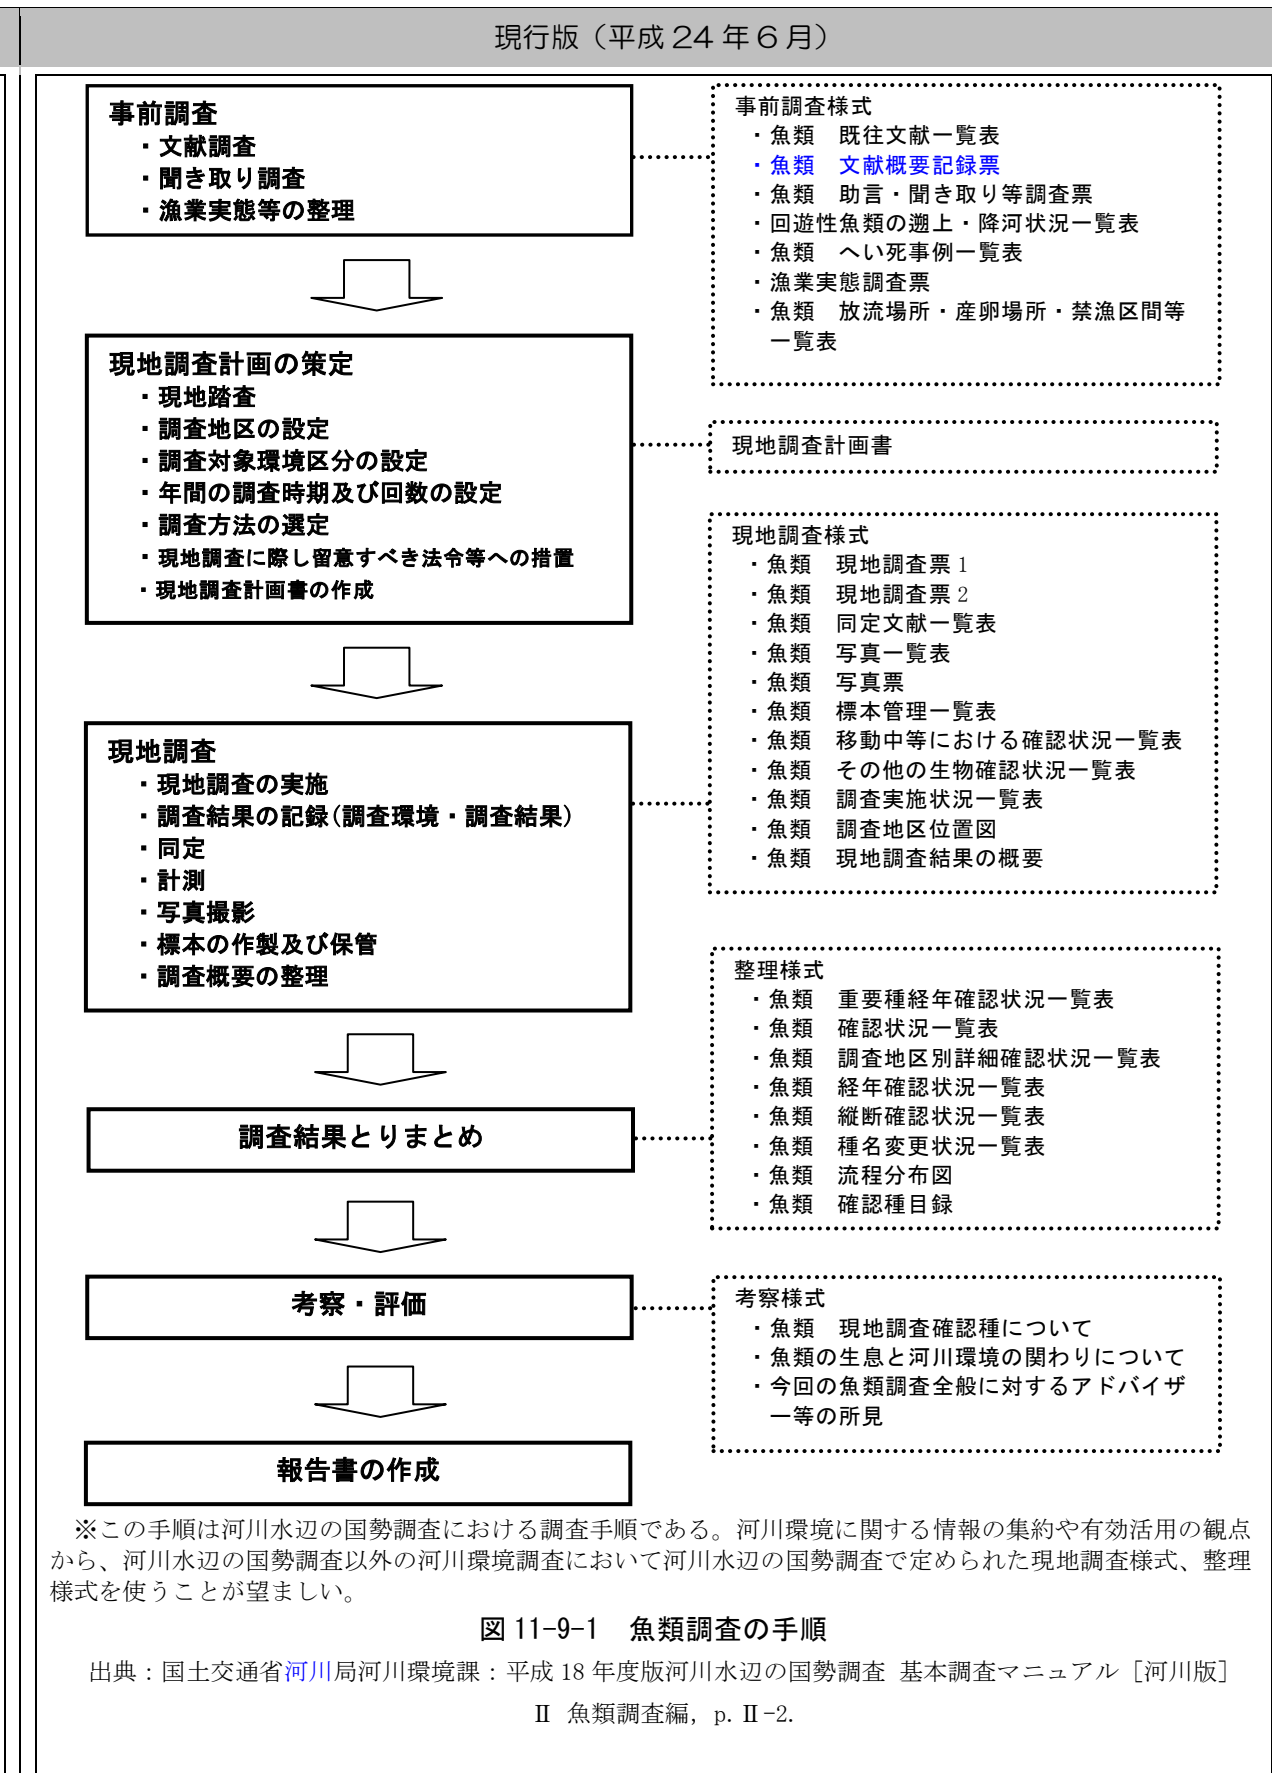 現行版（平成24年6月）
事前調査
・文献調査
・聞き取り調査
・漁業実態等の整理
事前調査様式
・魚類　既往文献一覧表
・魚類　文献概要記録票
・魚類　助言・聞き取り等調査票
・回遊性魚類の遡上・降河状況一覧表
・魚類　へい死事例一覧表
・漁業実態調査票
・魚類　放流場所・産卵場所・禁漁区間等
一覧表
現地調査計画の策定
・現地踏査
・調査地区の設定
・調査対象環境区分の設定
・年間の調査時期及び回数の設定
・調査方法の選定
・現地調査に際し留意すべき法令等への措置
・現地調査計画書の作成
現地調査計画書
現地調査
・現地調査の実施
・調査結果の記録(調査環境・調査結果)
・同定
・計測
・写真撮影
・標本の作製及び保管
・調査概要の整理
現地調査様式
・魚類　現地調査票1
・魚類　現地調査票2
・魚類　同定文献一覧表
・魚類　写真一覧表
・魚類　写真票
・魚類　標本管理一覧表
・魚類　移動中等における確認状況一覧表
・魚類　その他の生物確認状況一覧表
・魚類　調査実施状況一覧表
・魚類　調査地区位置図
・魚類　現地調査結果の概要
調査結果とりまとめ
整理様式
・魚類　重要種経年確認状況一覧表
・魚類　確認状況一覧表
・魚類　調査地区別詳細確認状況一覧表
・魚類　経年確認状況一覧表
・魚類　縦断確認状況一覧表
・魚類　種名変更状況一覧表
・魚類　流程分布図
・魚類　確認種目録
考察・評価
考察様式
・魚類　現地調査確認種について
・魚類の生息と河川環境の関わりについて
・今回の魚類調査全般に対するアドバイザ
ー等の所見
報告書の作成
※この手順は河川水辺の国勢調査における調査手順である。河川環境に関する情報の集約や有効活用の観点
から、河川水辺の国勢調査以外の河川環境調査において河川水辺の国勢調査で定められた現地調査様式、整理
様式を使うことが望ましい。
図11-9-1　魚類調査の手順
出典：国土交通省河川局河川環境課：平成18年度版河川水辺の国勢調査 基本調査マニュアル［河川版］
Ⅱ 魚類調査編, p.Ⅱ-2.